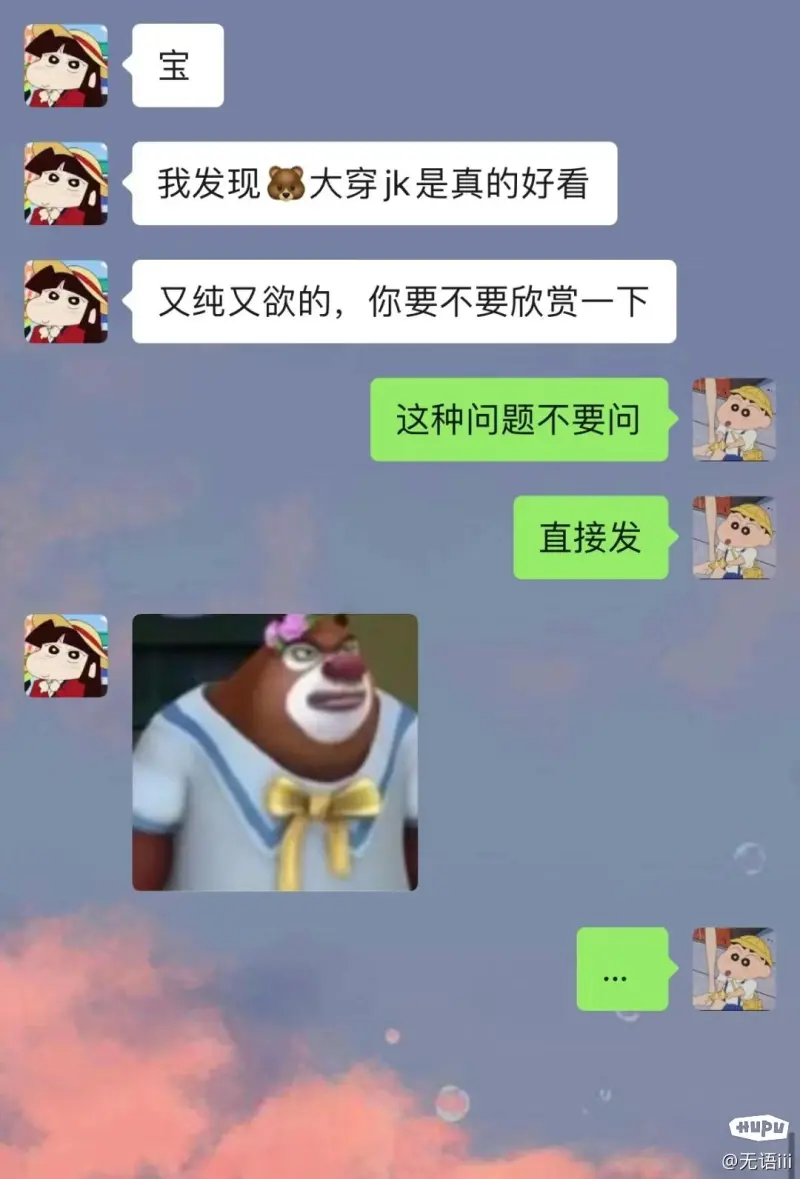 宝
我发现🐻大穿jk是真的好看
又纯又欲的，你要不要欣赏一下
这种问题不要问
直接发
...
HUPU
@无语iii